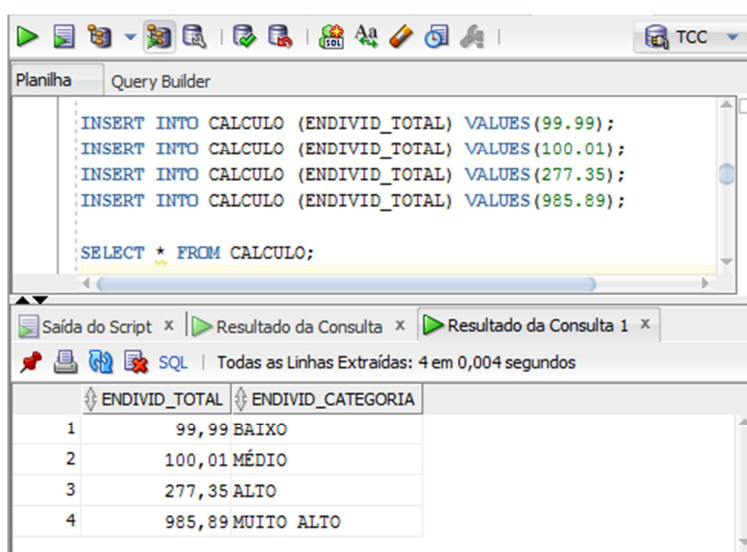 SQL
Aa
TCC
Planilha
Query Builder
INSERT INTO CALCULO (ENDIVID_TOTAL) VALUES(99.99);
INSERT INTO CALCULO (ENDIVID_TOTAL) VALUES(100.01);
INSERT INTO CALCULO (ENDIVID_TOTAL) VALUES(277.35);
INSERT INTO CALCULO (ENDIVID_TOTAL) VALUES(985.89);
SELECT * FROM CALCULO;
Saída do Script x
Resultado da Consulta x
Resultado da Consulta 1 x
SQL | Todas as Linhas Extraídas: 4 em 0,004 segundos
ENDIVID_TOTAL ENDIVID_CATEGORIA
1 99,99 BAIXO
2 100,01 MÉDIO
3 277,35 ALTO
4 985,89 MUITO ALTO